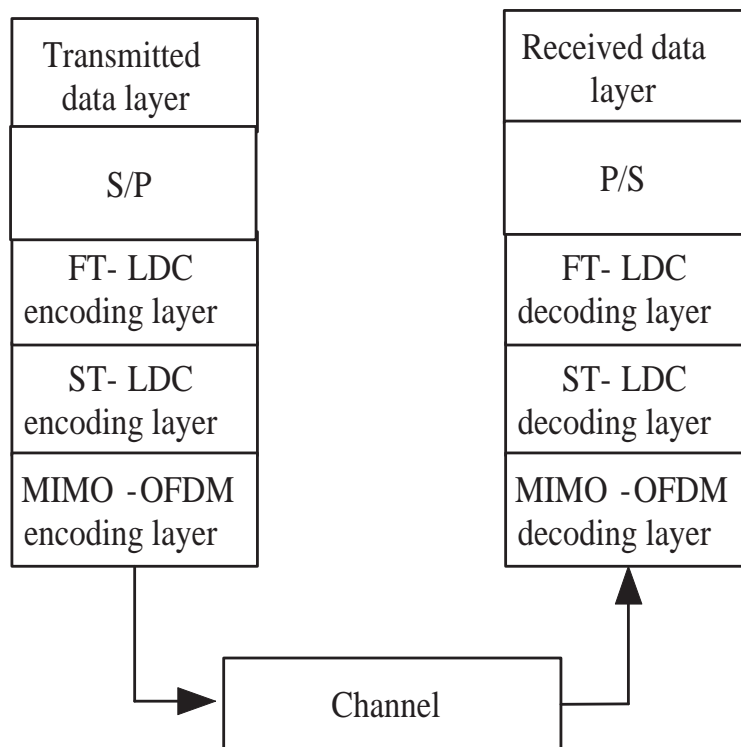 Transmitted
data layer
S/P
FT- LDC
encoding layer
ST- LDC
encoding layer
MIMO -OFDM
encoding layer
Received data
layer
P/S
FT- LDC
decoding layer
ST- LDC
decoding layer
MIMO -OFDM
decoding layer
Channel